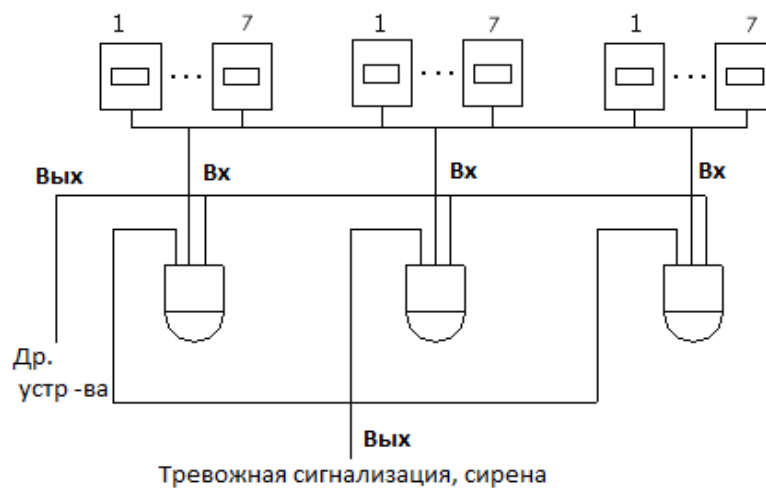 1 7 1 7 1 7
Вых Вх Вх Вх
Др.
устр -ва
Вых
Тревожная сигнализация, сирена